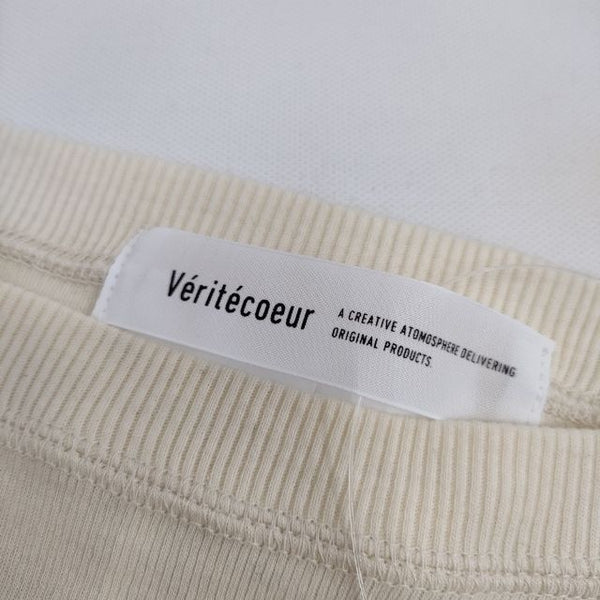 Véritécoeur
A CREATIVE ATOMOSPHERE DELIVERING
ORIGINAL PRODUCTS.